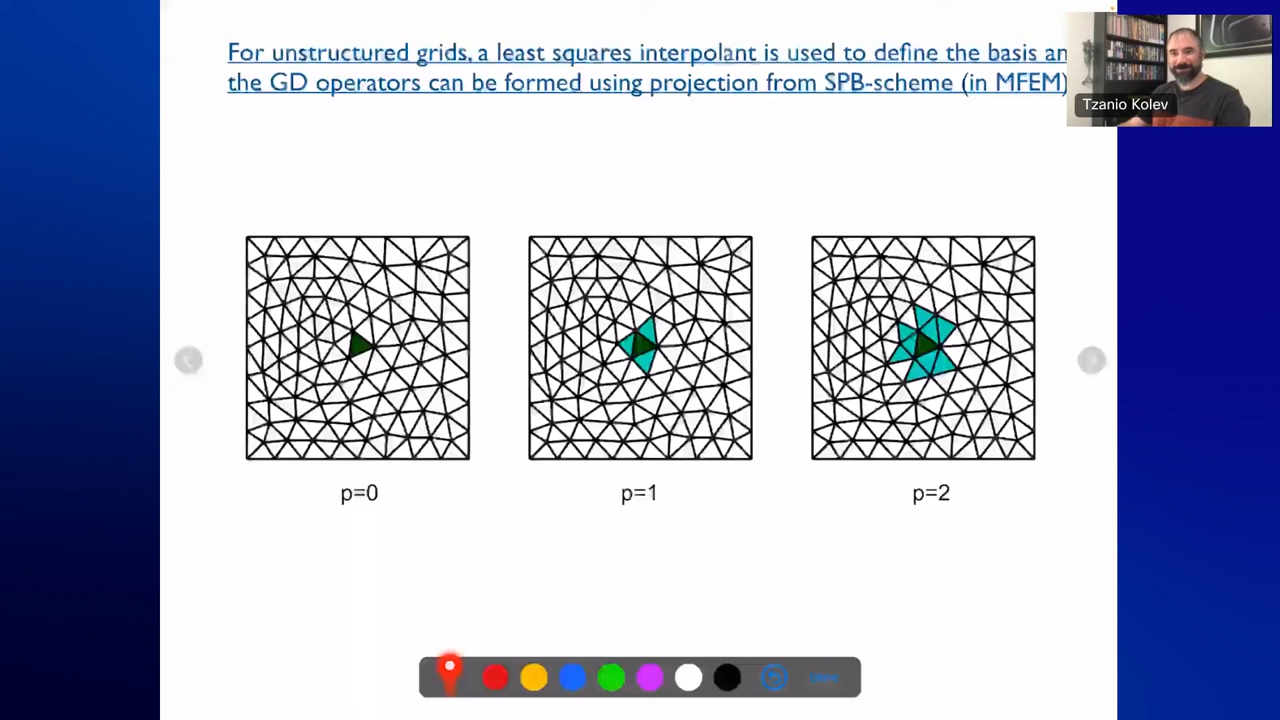 For unstructured grids, a least squares interpolant is used to define the basis an
the GD operators can be formed using projection from SPB-scheme (in MFEM)
Tzanio Kolev
p=0
p=1
p=2